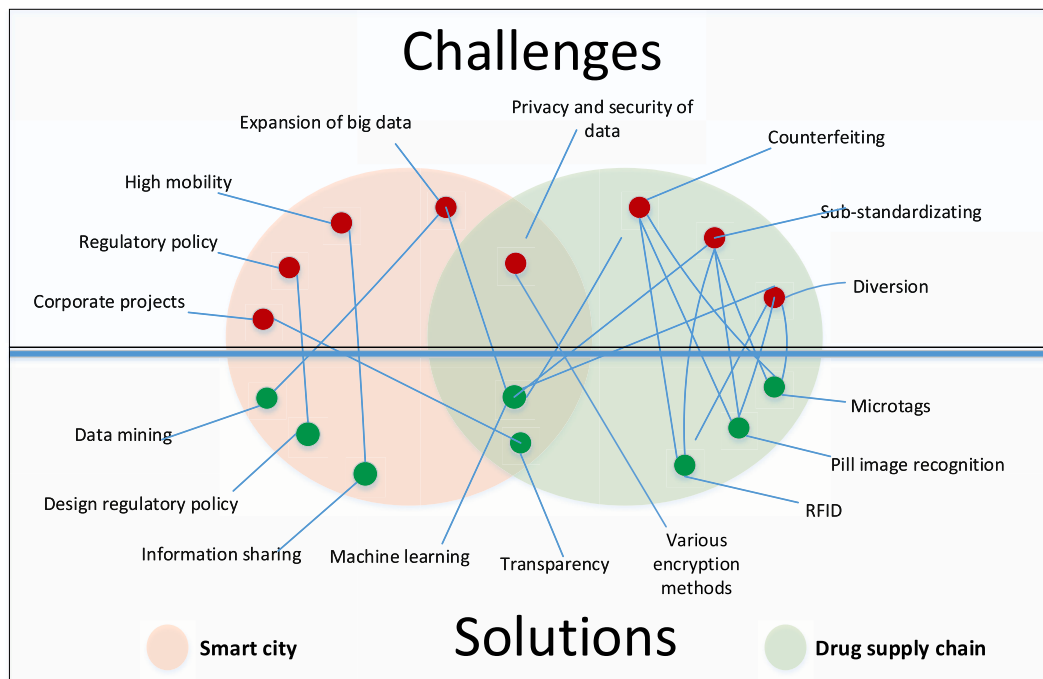 Challenges
Privacy and security of
data
Expansion of big data
Counterfeiting
High mobility
Sub-standardizating
Regulatory policy
Diversion
Corporate projects
Microtags
Data mining
Pill image recognition
Design regulatory policy
RFID
Information sharing
Machine learning
Transparency
Various
encryption
methods
Solutions
Smart city
Drug supply chain